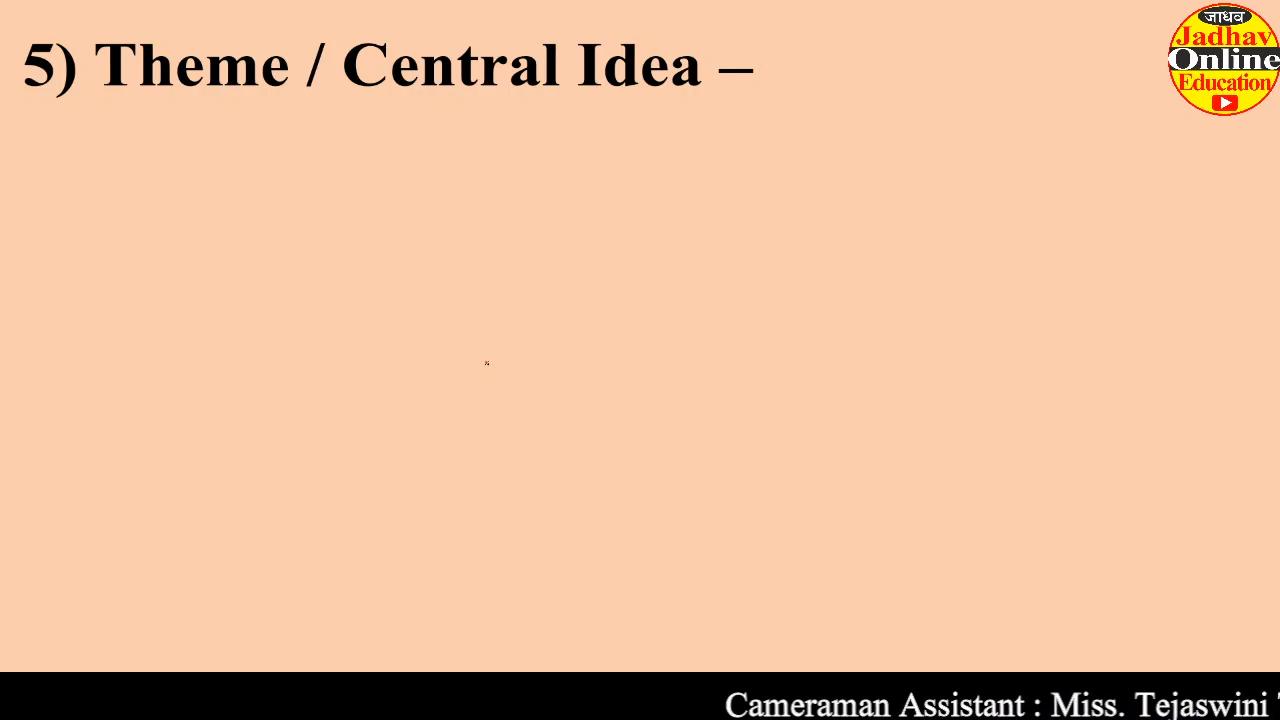 5) Theme / Central Idea –
जाधव
Jadhav
Online
Education
Cameraman Assistant : Miss. Tejaswini